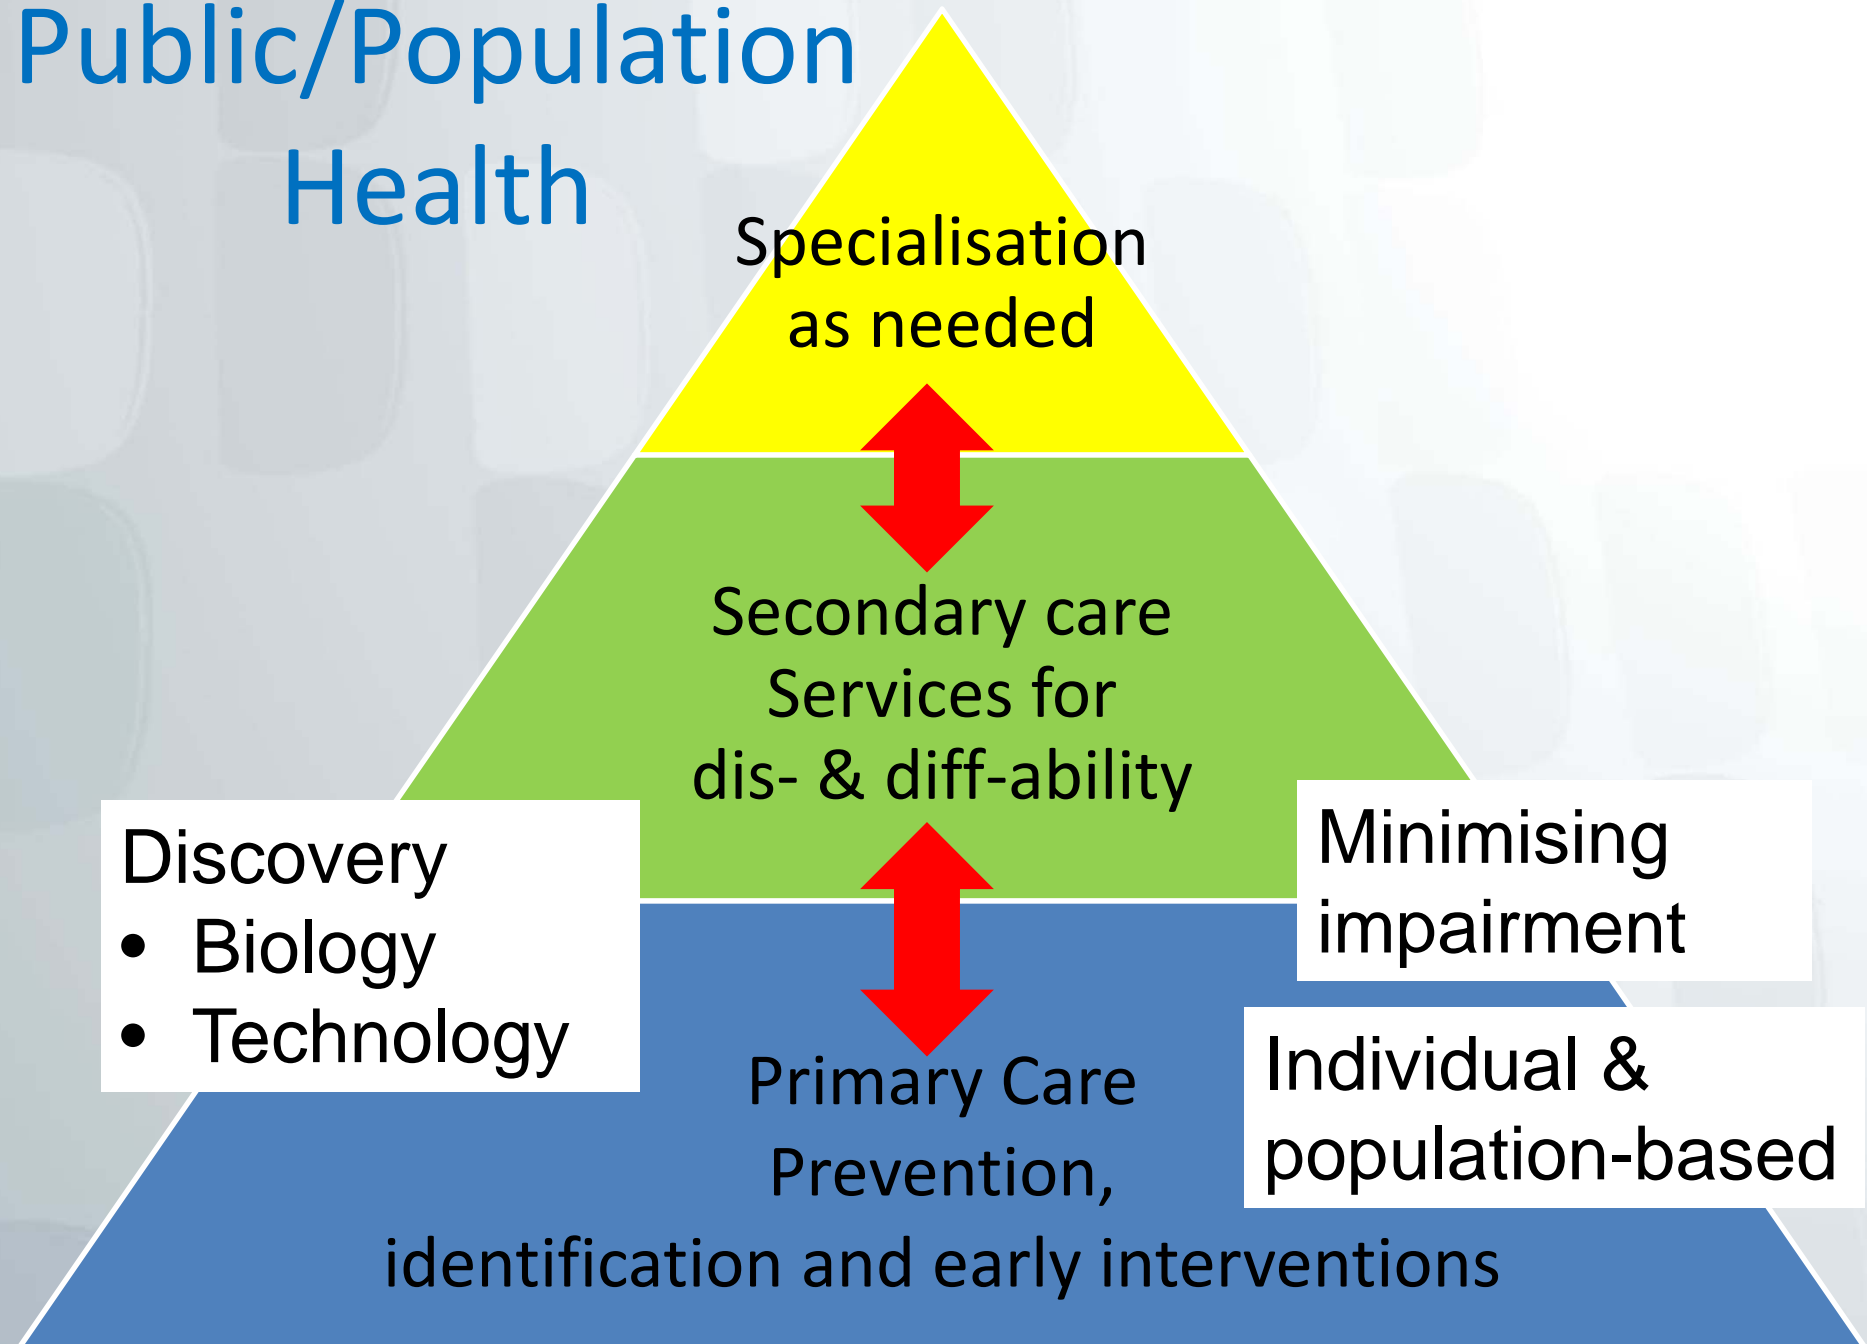 Public/Population
Health
Specialisation
as needed
Secondary care
Services for
dis- & diff-ability
Discovery
• Biology
• Technology
Minimising
impairment
Individual &
population-based
Primary Care
Prevention,
identification and early interventions